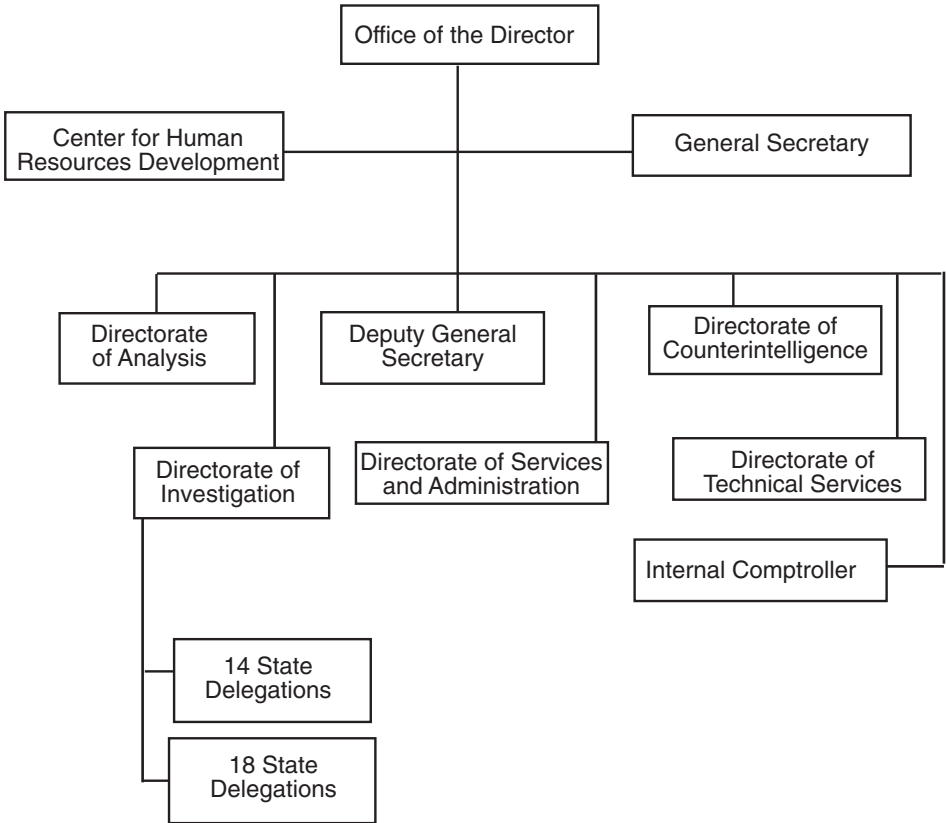 Office of the Director
Center for Human
Resources Development
General Secretary
Directorate
of Analysis
Deputy General
Secretary
Directorate of
Counterintelligence
Directorate of
Investigation
Directorate of Services
and Administration
Directorate of
Technical Services
Internal Comptroller
14 State
Delegations
18 State
Delegations